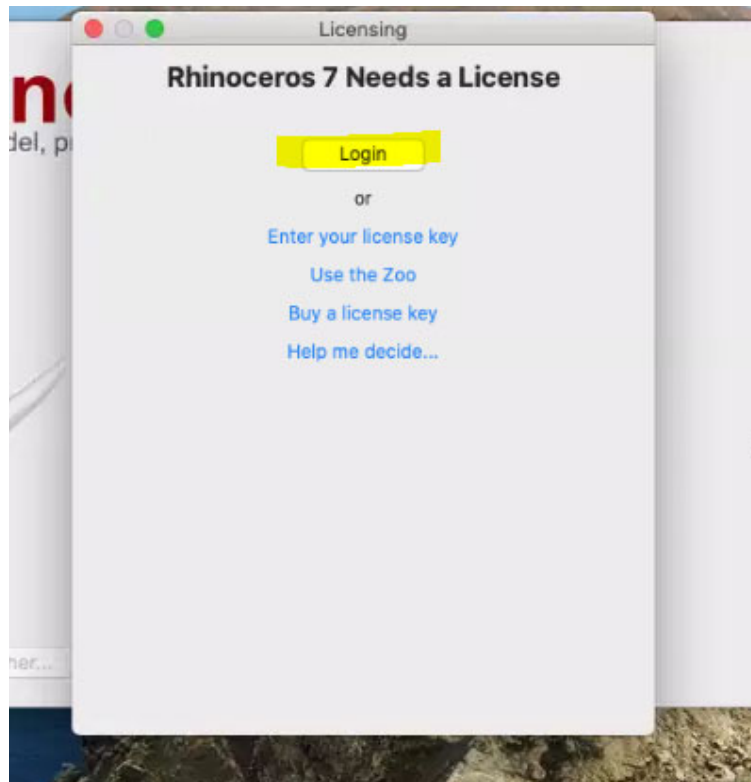 Licensing
Rhinoceros 7 Needs a License
Login
or
Enter your license key
Use the Zoo
Buy a license key
Help me decide...